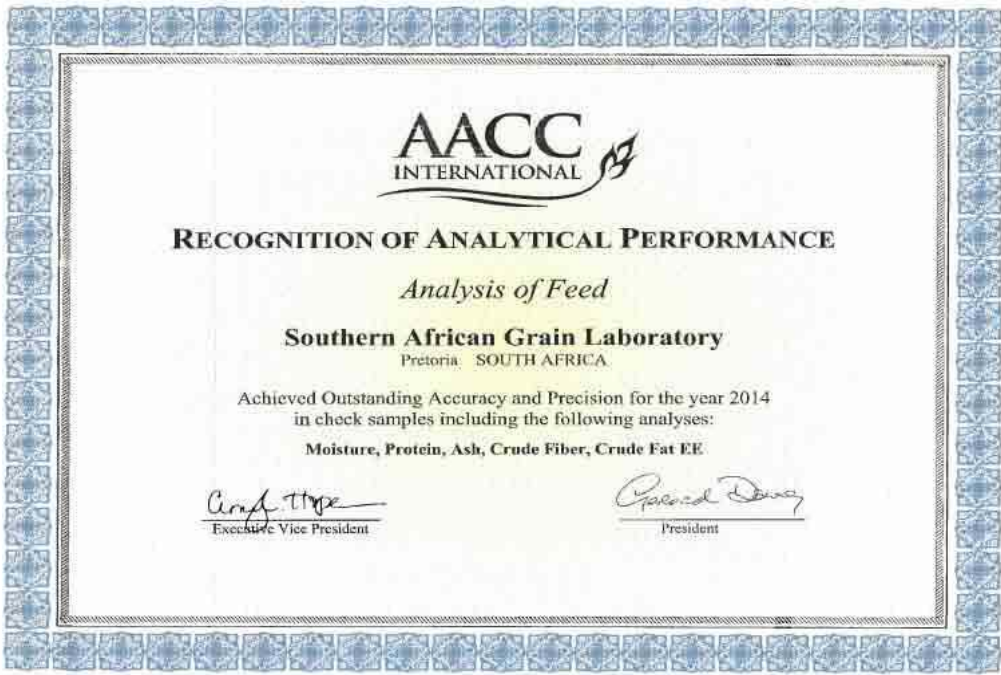 AACC
INTERNATIONAL
RECOGNITION OF ANALYTICAL PERFORMANCE
Analysis of Feed
Southern African Grain Laboratory
Pretoria SOUTH AFRICA
Achieved Outstanding Accuracy and Precision for the year 2014
in check samples including the following analyses:
Moisture, Protein, Ash, Crude Fiber, Crude Fat EE
Executive Vice President
President